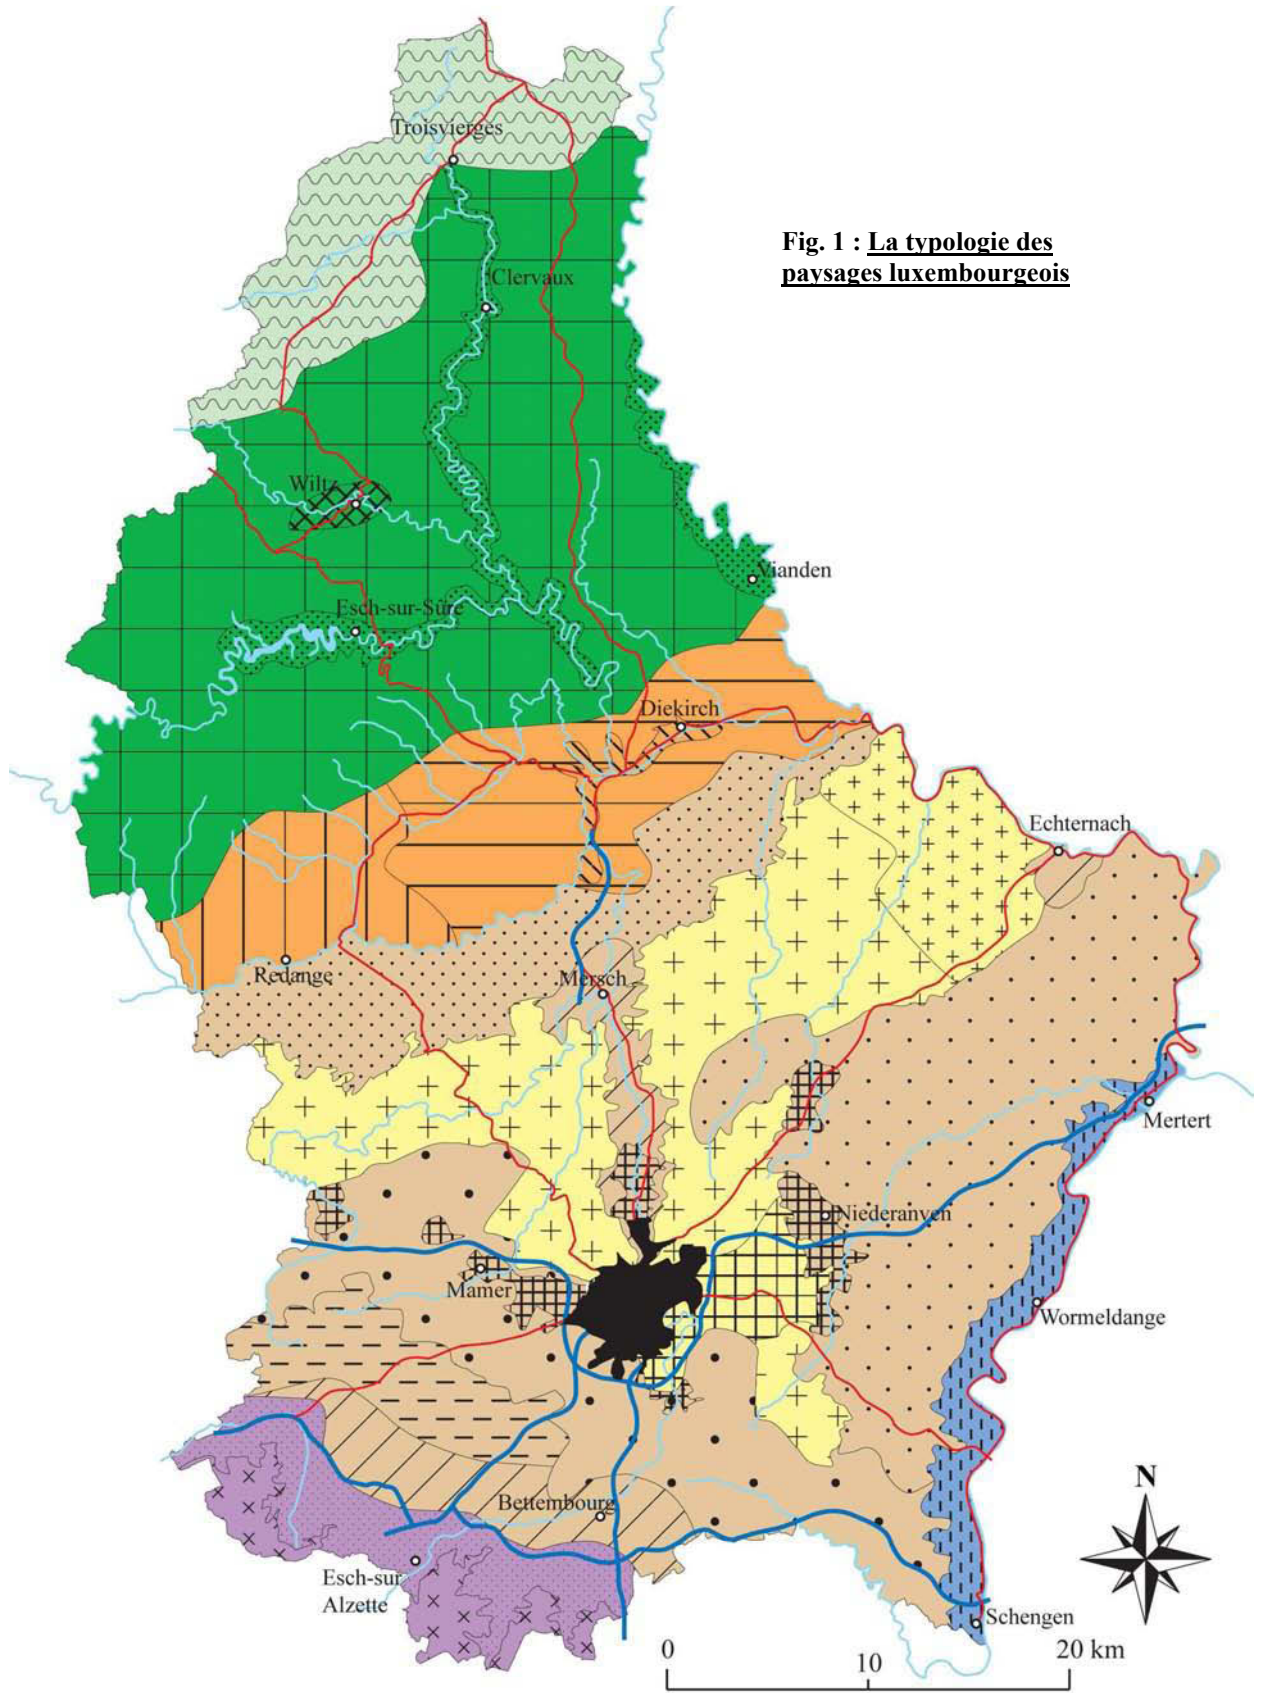 Troisvierges
Fig. 1 : La typologie des
paysages luxembourgeois
Clervaux
Wiltz
Vianden
Esch-sur-Sûre
Diekirch
Echternach
Redange
Mersch
Mertert
Niederanven
Mamer
Wormeldange
Bettembourg
N
Esch-sur
Alzette
Schengen
0
10
20 km